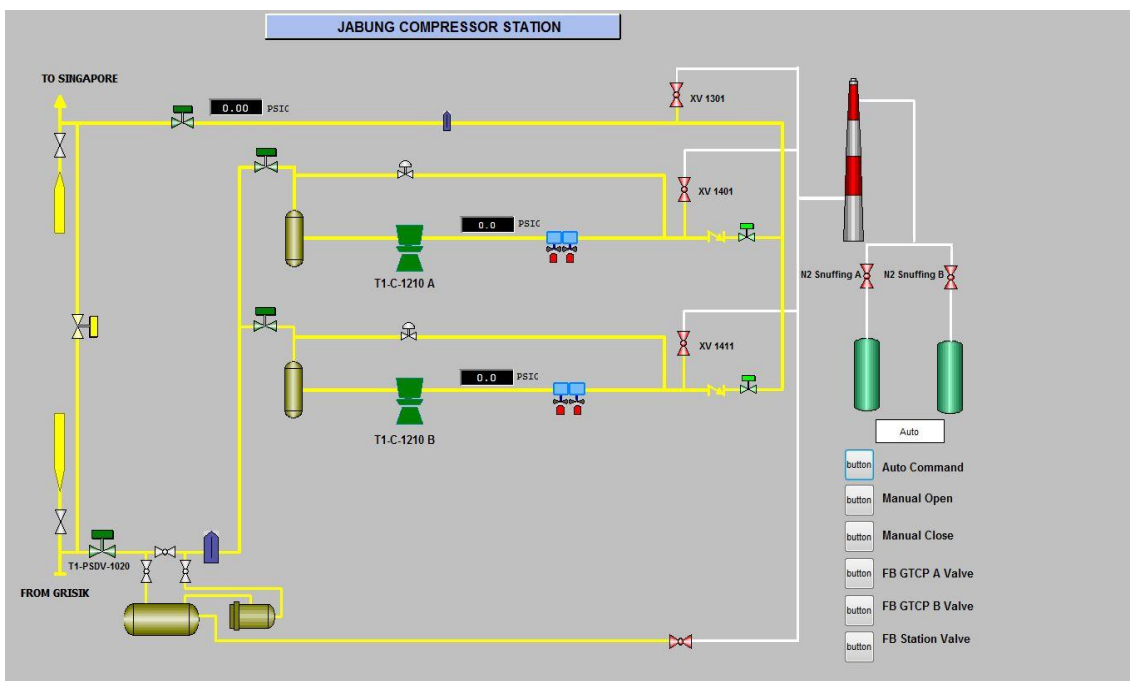 JABUNG COMPRESSOR STATION
TO SINGAPORE
0.00 PSIC
XV 1301
XV 1401
0.0 PSIC
T1-C-1210 A
N2 Snuffing A
N2 Snuffing B
XV 1411
0.0 PSIC
T1-C-1210 B
Auto
button Auto Command
button Manual Open
button Manual Close
T1-PSDV-1020
button FB GTCP A Valve
FROM GRISIK
button FB GTCP B Valve
button FB Station Valve